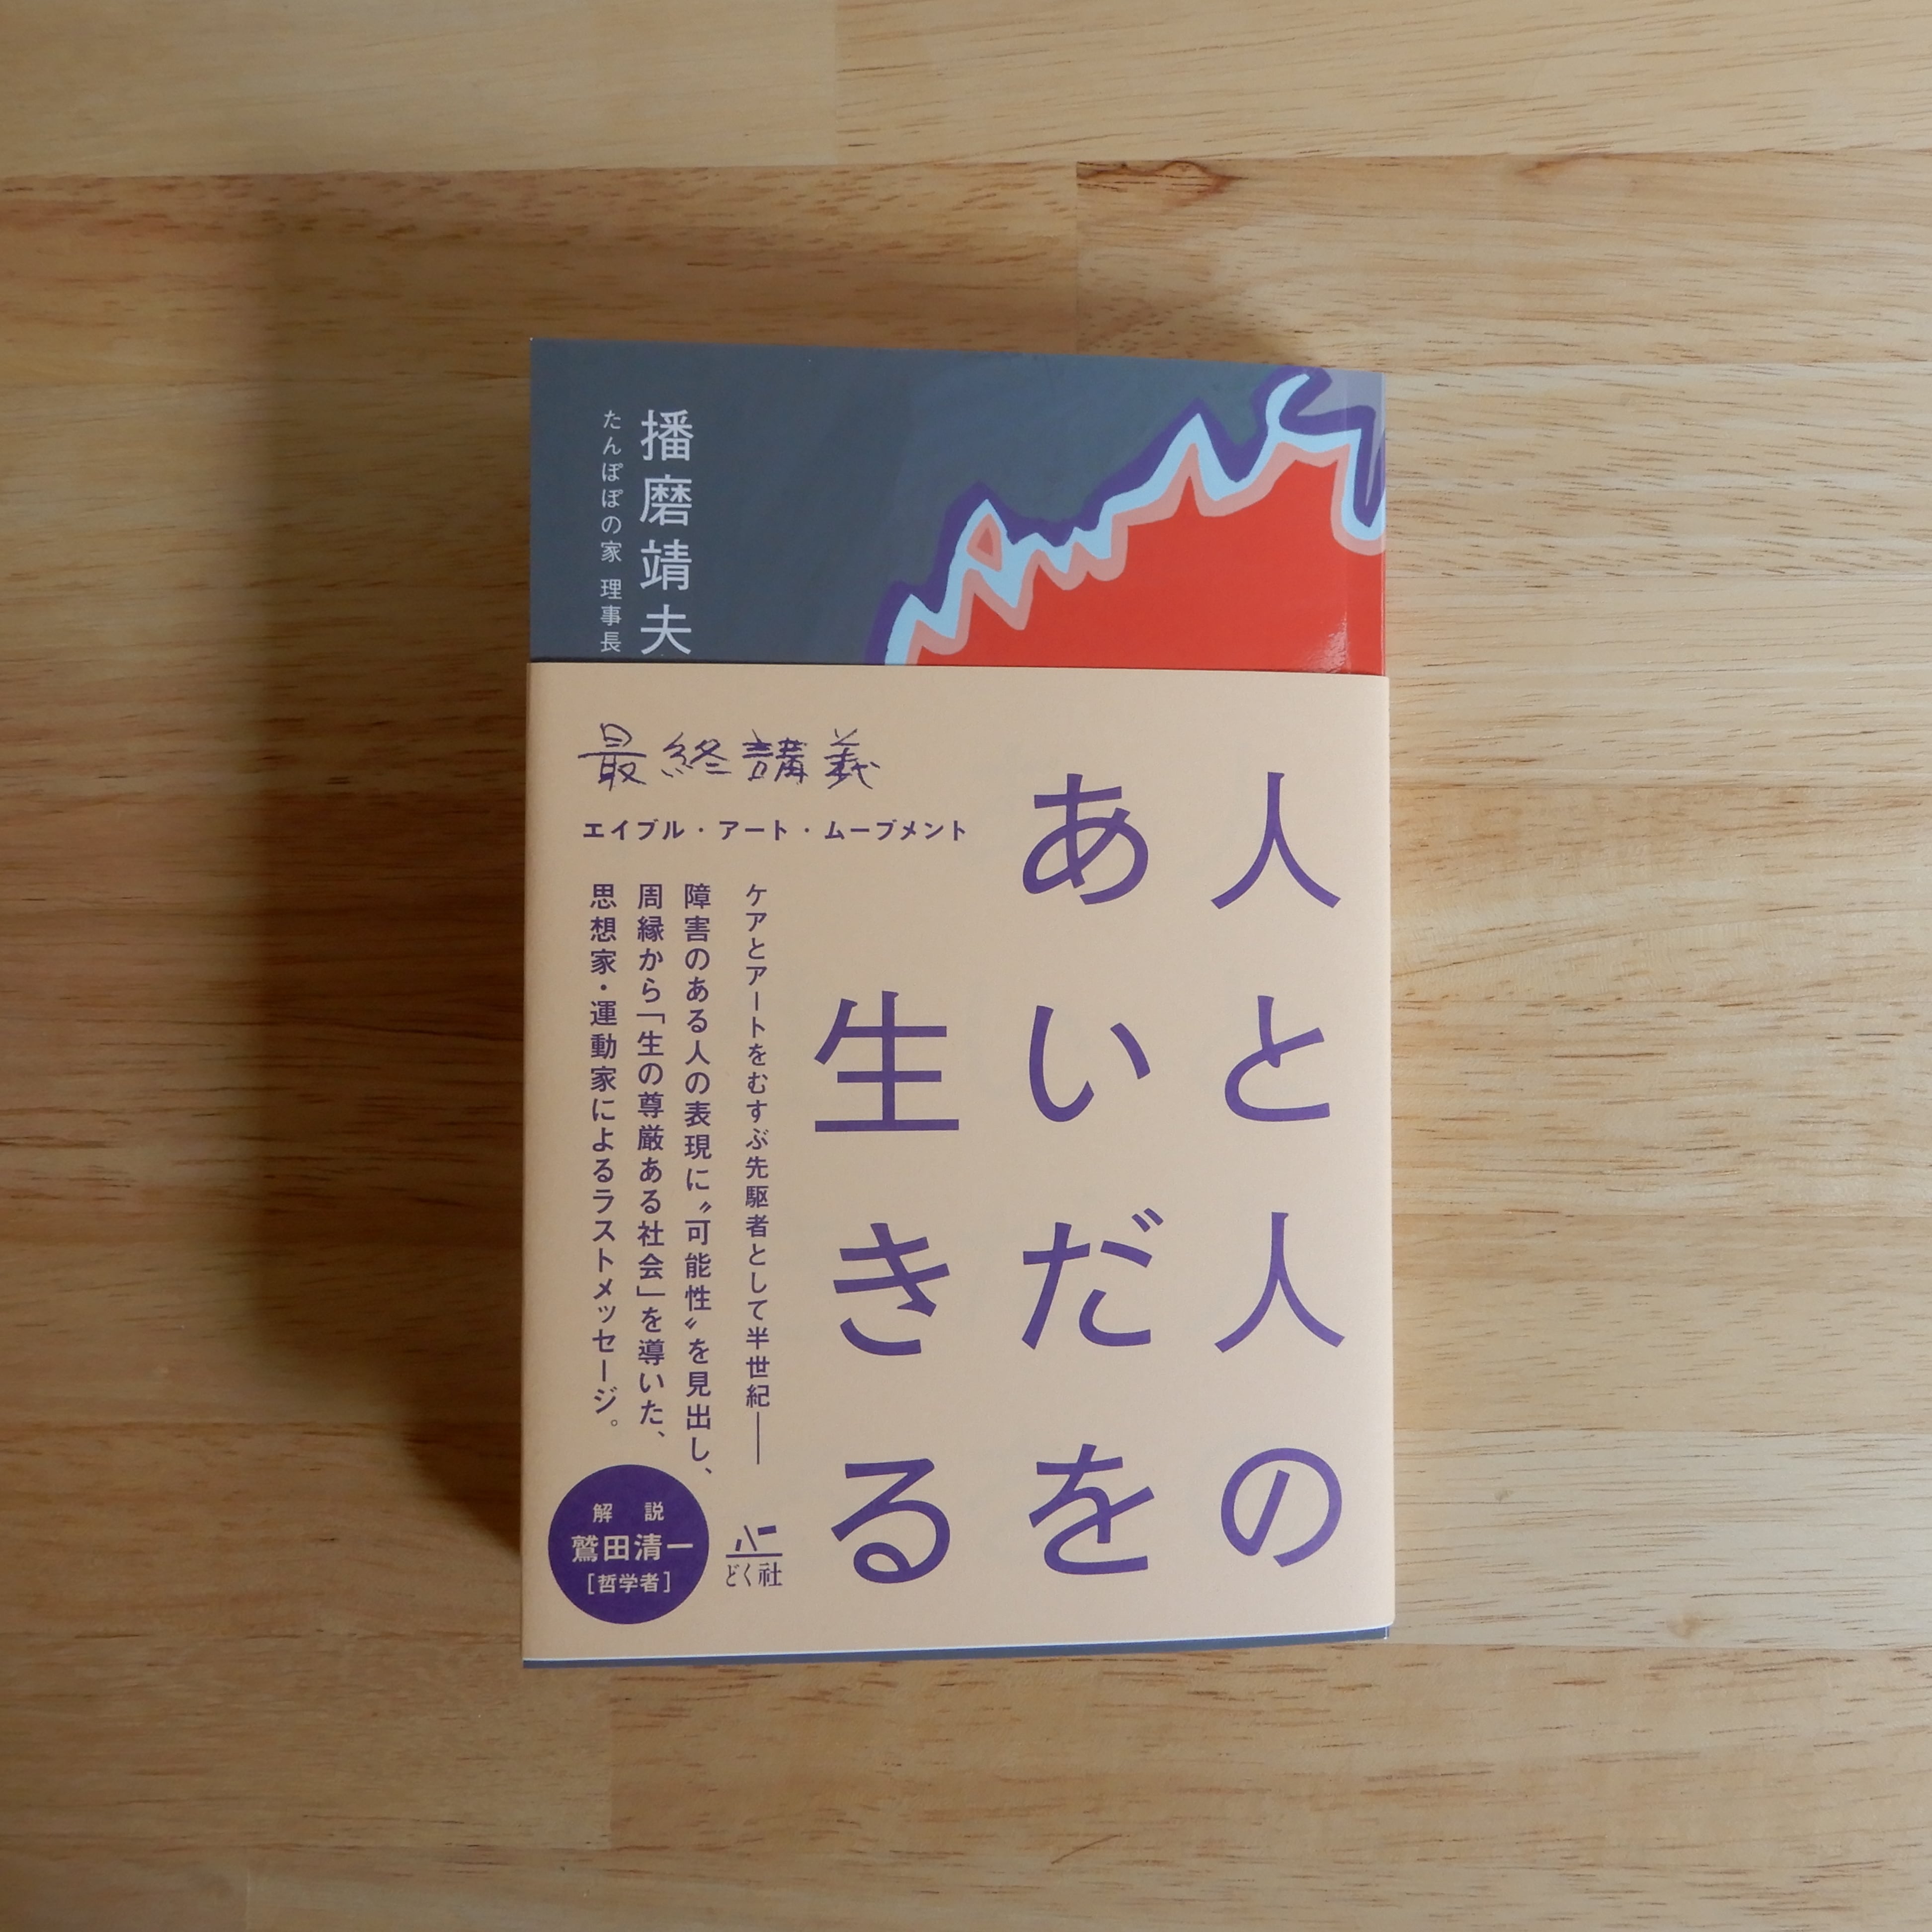 播磨靖夫
たんぽぽの家 理事長
人と人の
あいだを
生きる
最終講義
エイブル・アート・ムーブメント
ケアとアートをむすぶ先駆者として半世紀――
障害のある人の表現に〝可能性〟を見出し、
周縁から「生の尊厳ある社会」を導いた、
思想家・運動家によるラストメッセージ。
解説
鷲田清一
[哲学者]
どく社